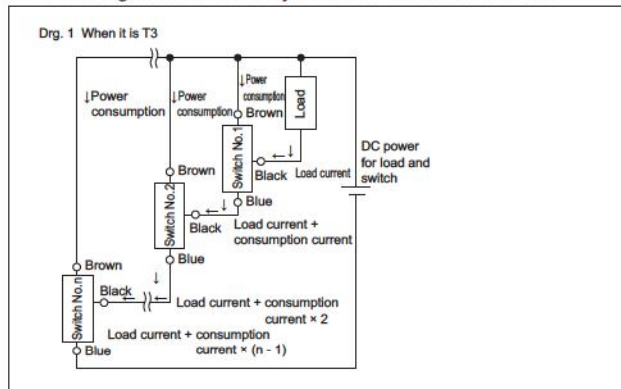 Drg. 1 When it is T3
↓Power
consumption
↓Power
consumption
↓Power
consumption
Brown
Load
Switch No.1
DC power
for load and
switch
Black
Load current
Brown
Blue
Switch No.2
Black
Load current +
consumption current
Blue
Brown
Black
Switch No.n
Load current + consumption
current × 2
Load current + consumption
current × (n - 1)
Blue